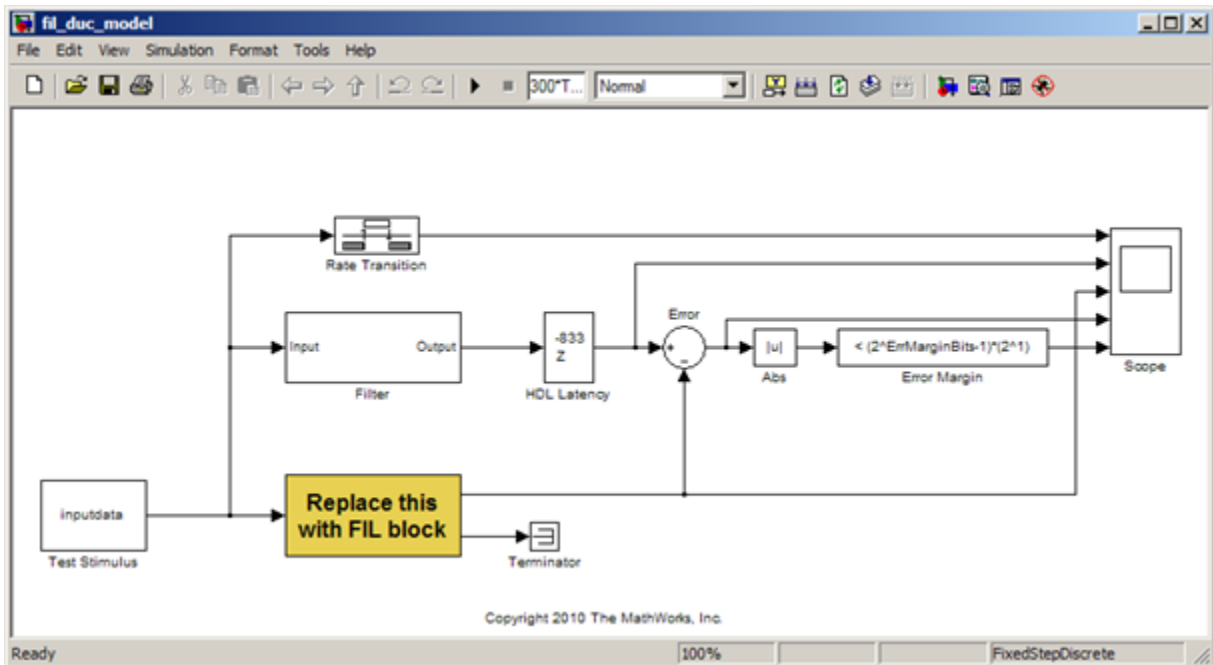 fil_duc_model
File Edit View Simulation Format Tools Help
300*T... Normal
Rate Transition
Input Output
Filter
-833
Z
HDL Latency
Error
+
-
|u|
Abs
< (2^ErrMarginBits-1)*(2^1)
Error Margin
Scope
inputdata
Test Stimulus
Replace this
with FIL block
Terminator
Copyright 2010 The MathWorks, Inc.
Ready 100% FixedStepDiscrete